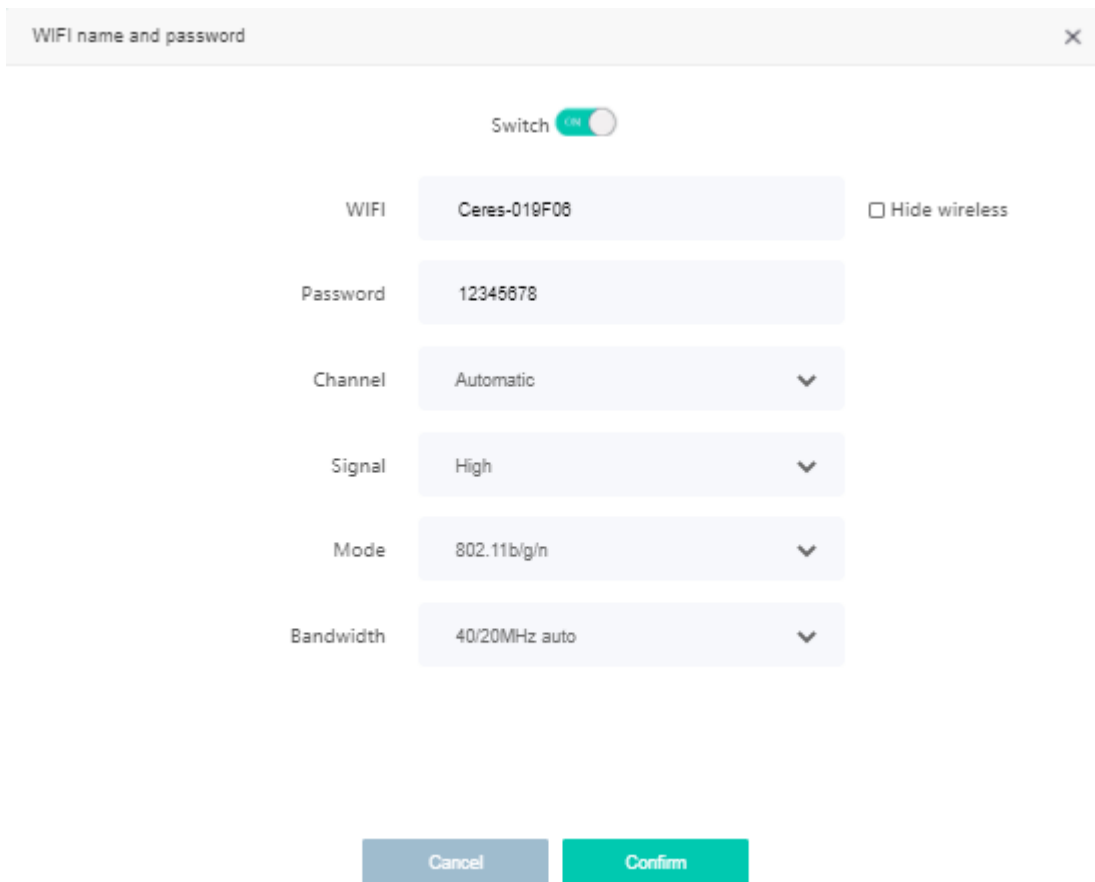 WIFI name and password
Switch ON
WIFI Ceres-019F06 Hide wireless
Password 12345678
Channel Automatic
Signal High
Mode 802.11b/g/n
Bandwidth 40/20MHz auto
Cancel Confirm